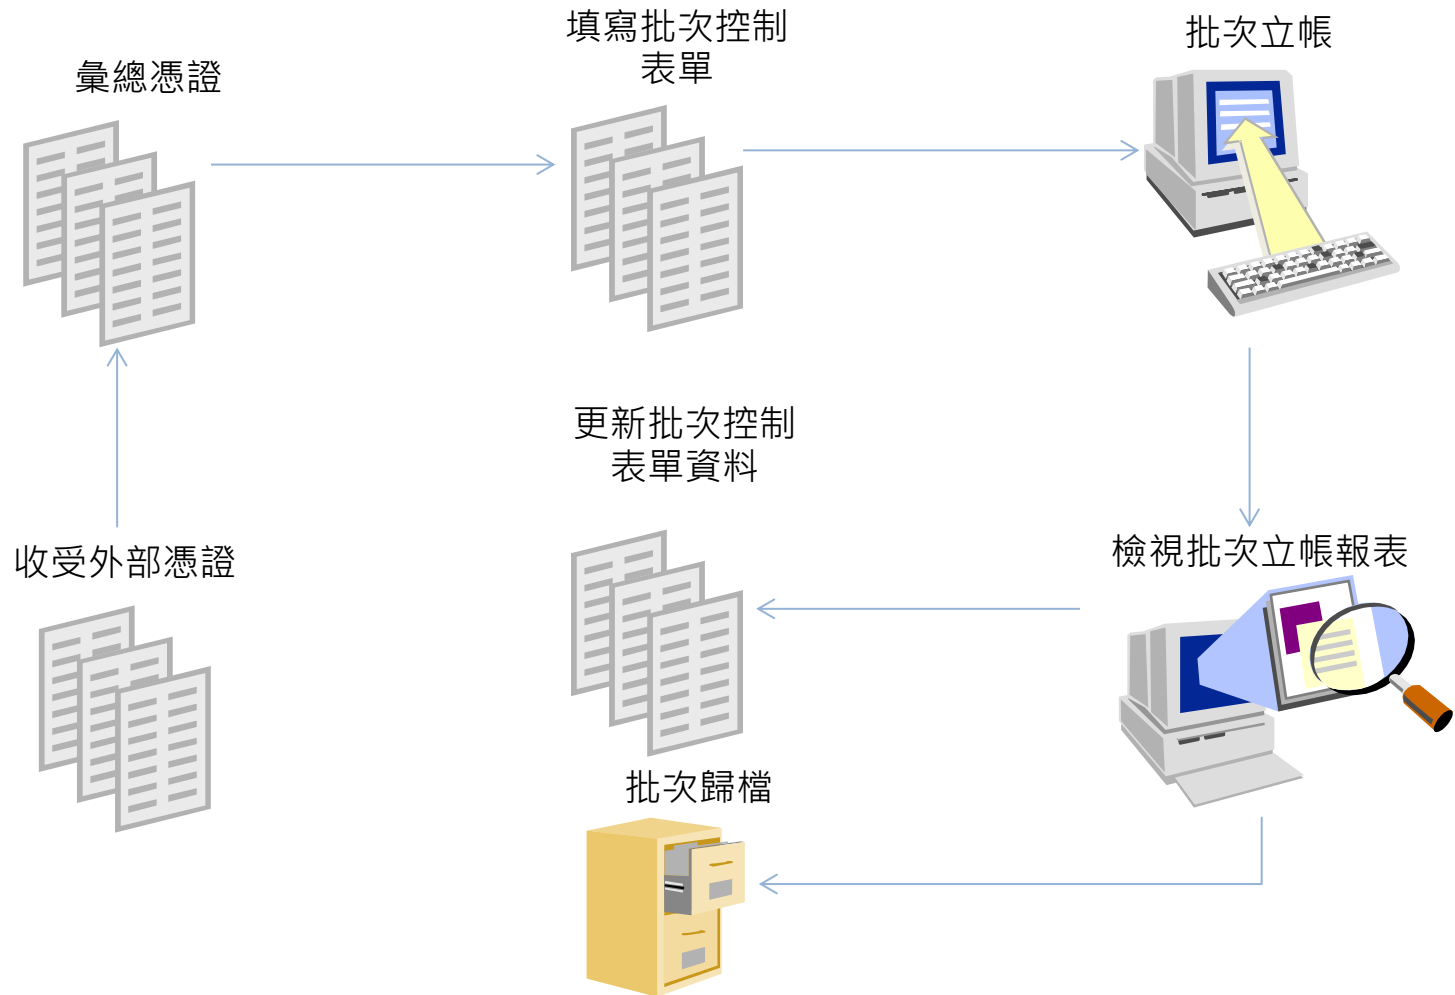 填寫批次控制
表單
批次立帳
彙總憑證
更新批次控制
表單資料
收受外部憑證
檢視批次立帳報表
批次歸檔